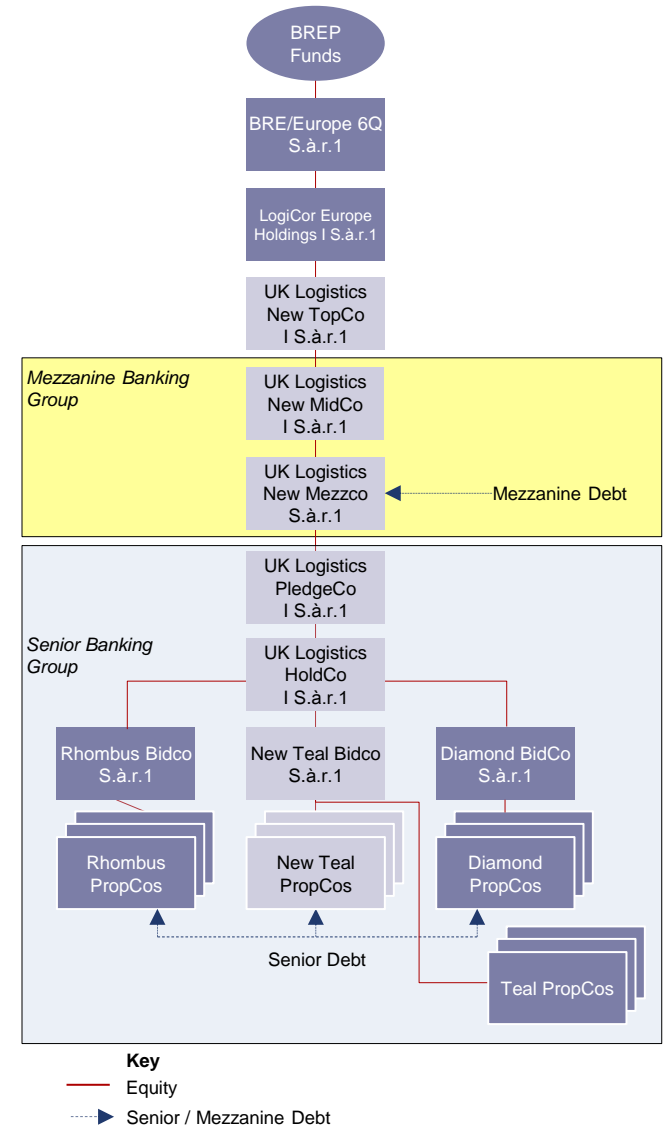 BREP
Funds
BRE/Europe 6Q
S.à.r.1
LogiCor Europe
Holdings I S.à.r.1
UK Logistics
New TopCo
I S.à.r.1
Mezzanine Banking
Group
UK Logistics
New MidCo
I S.à.r.1
UK Logistics
New Mezzco
S.à.r.1
Mezzanine Debt
UK Logistics
PledgeCo
I S.à.r.1
Senior Banking
Group
UK Logistics
HoldCo
I S.à.r.1
Rhombus Bidco
S.à.r.1
New Teal Bidco
S.à.r.1
Diamond BidCo
S.à.r.1
Rhombus
PropCos
New Teal
PropCos
Diamond
PropCos
Senior Debt
Teal PropCos
Key
Equity
Senior / Mezzanine Debt